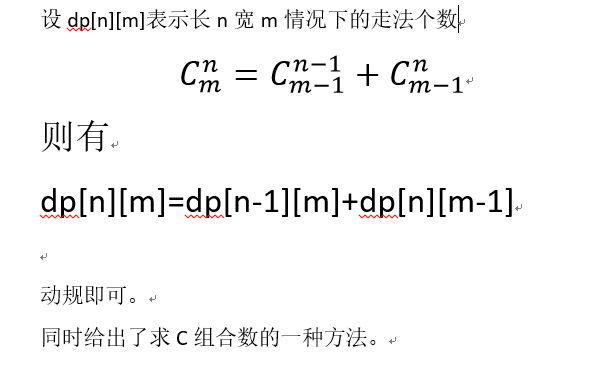 设 dp[n][m]表示长 n 宽 m 情况下的走法个数
C_m^n = C_{m-1}^{n-1} + C_{m-1}^n
则有
dp[n][m]=dp[n-1][m]+dp[n][m-1]
动规即可。
同时给出了求 C 组合数的一种方法。